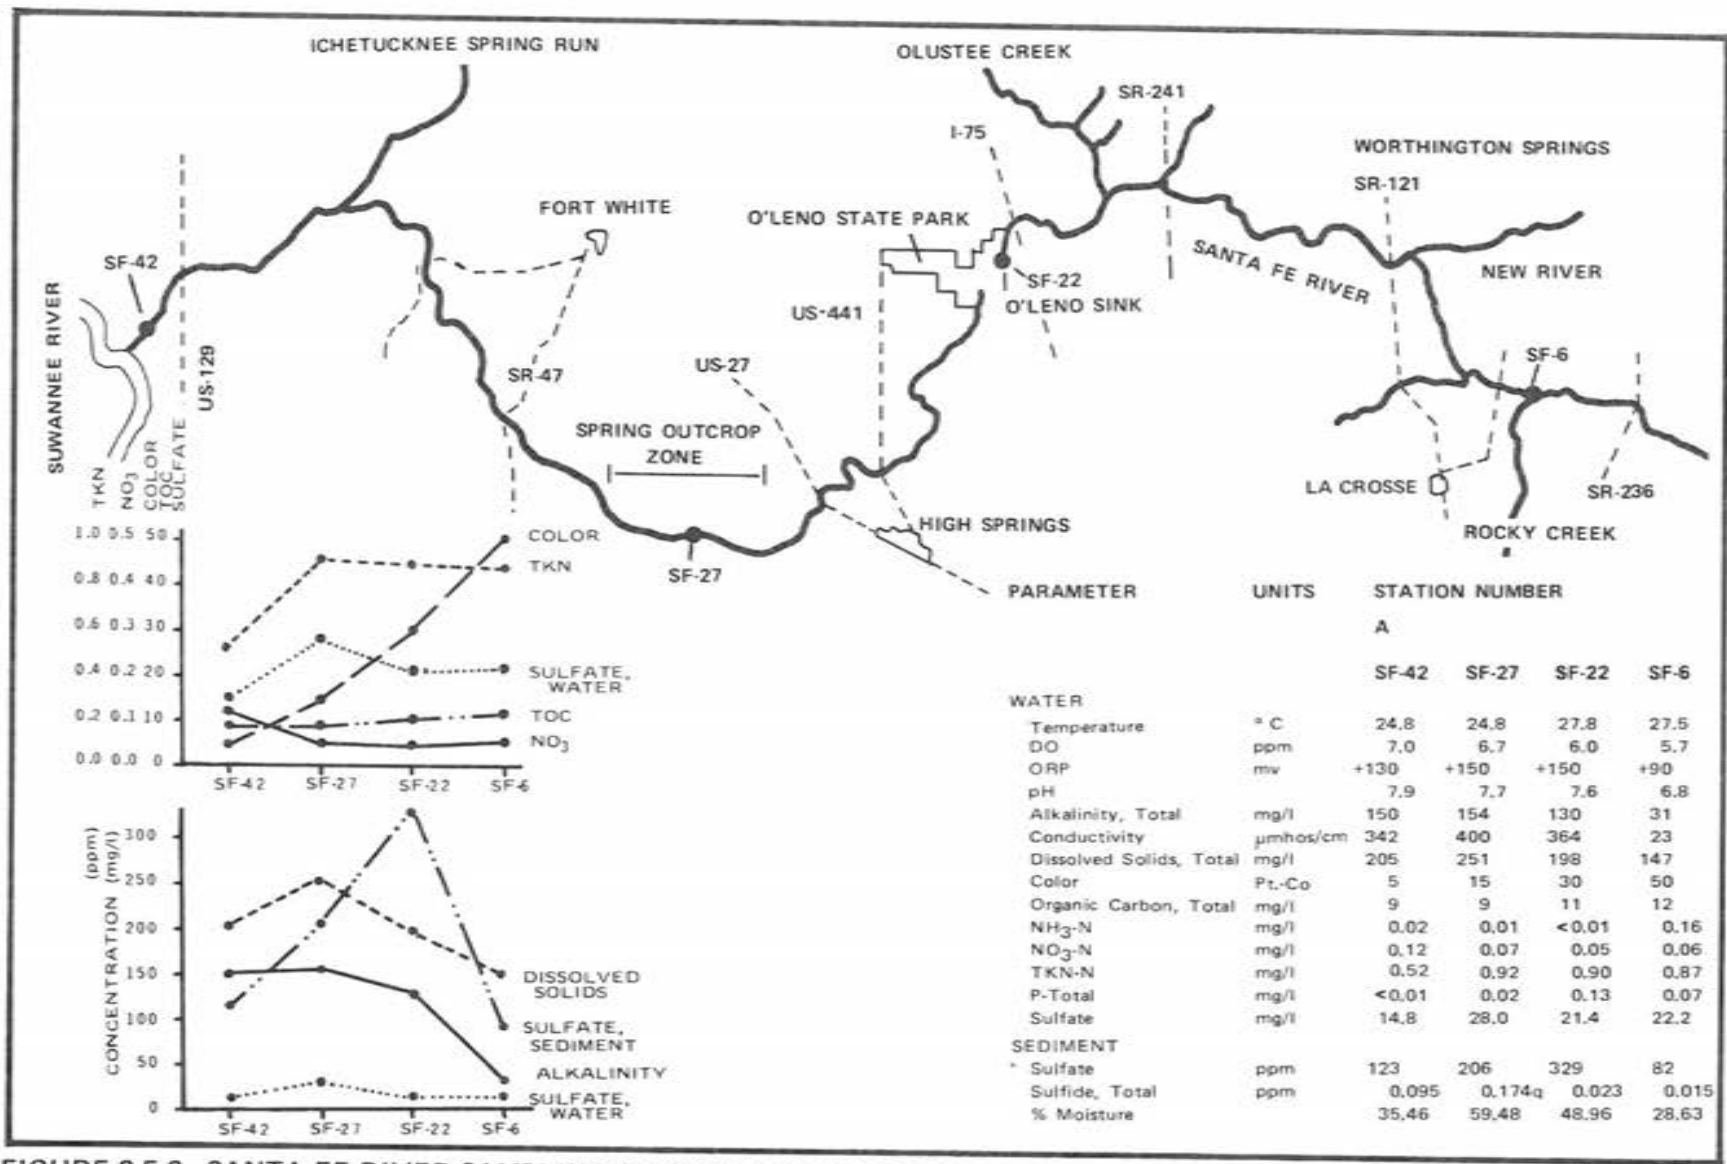 ICHETUCKNEE SPRING RUN
OLUSTEE CREEK
SR-241
I-75
WORTHINGTON SPRINGS
SR-121
FORT WHITE
O'LENO STATE PARK
SF-42
SANTA FE RIVER
NEW RIVER
SF-22
O'LENO SINK
US-441
SUWANNEE RIVER
US-129
SR-47
US-27
SF-6
SPRING OUTCROP
ZONE
LA CROSSE
SR-236
HIGH SPRINGS
ROCKY CREEK
SF-27
TKN
NO3
COLOR
TOC
SULFATE
1.0 0.5 50
0.8 0.4 40
0.6 0.3 30
0.4 0.2 20
0.2 0.1 10
0.0 0.0 0
COLOR
TKN
SULFATE,
WATER
TOC
NO3
SF-42 SF-27 SF-22 SF-6
CONCENTRATION (ppm) (mg/l)
300
250
200
150
100
50
0
DISSOLVED
SOLIDS
SULFATE,
SEDIMENT
ALKALINITY
SULFATE,
WATER
SF-42 SF-27 SF-22 SF-6
PARAMETER UNITS STATION NUMBER
A
SF-42 SF-27 SF-22 SF-6
WATER
Temperature ° C 24.8 24.8 27.8 27.5
DO ppm 7.0 6.7 6.0 5.7
ORP mv +130 +150 +150 +90
pH 7.9 7.7 7.6 6.8
Alkalinity, Total mg/l 150 154 130 31
Conductivity µmhos/cm 342 400 364 23
Dissolved Solids, Total mg/l 205 251 198 147
Color Pt.-Co 5 15 30 50
Organic Carbon, Total mg/l 9 9 11 12
NH3-N mg/l 0.02 0.01 <0.01 0.16
NO3-N mg/l 0.12 0.07 0.05 0.06
TKN-N mg/l 0.52 0.92 0.90 0.87
P-Total mg/l <0.01 0.02 0.13 0.07
Sulfate mg/l 14.8 28.0 21.4 22.2
SEDIMENT
Sulfate ppm 123 206 329 82
Sulfide, Total ppm 0.095 0.174q 0.023 0.015
% Moisture 35.46 59.48 48.96 28.63